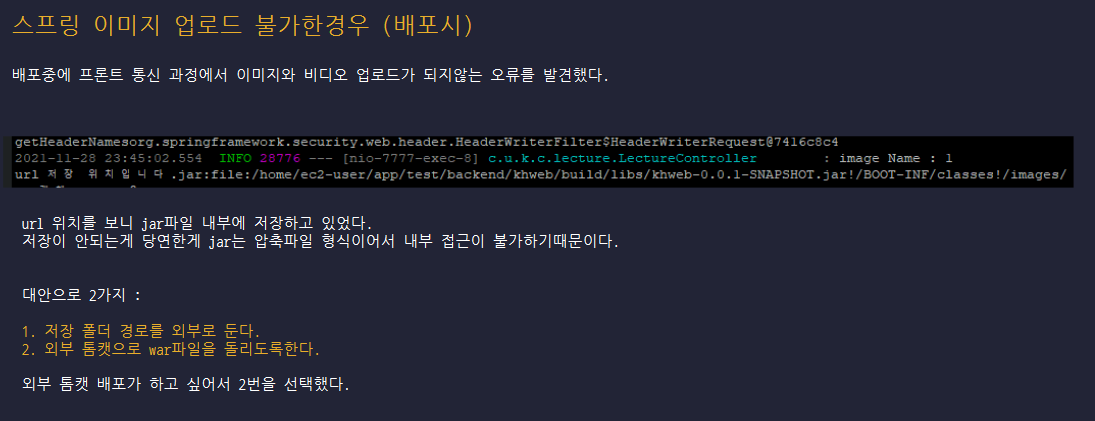 스프링 이미지 업로드 불가한경우 (배포시)
배포중에 프론트 통신 과정에서 이미지와 비디오 업로드가 되지않는 오류를 발견했다.
getHeaderNamesorg.springframework.security.web.header.HeaderWriterFilter$HeaderWriterRequest@7416c8c4
2021-11-28 23:45:02.554 INFO 28776 --- [nio-7777-exec-8] c.u.k.c.lecture.LectureController : image Name : 1
url 저장 위치입니다.jar:file:/home/ec2-user/app/test/backend/khweb/build/libs/khweb-0.0.1-SNAPSHOT.jar!/BOOT-INF/classes!/images/
url 위치를 보니 jar파일 내부에 저장하고 있었다.
저장이 안되는게 당연한게 jar는 압축파일 형식이어서 내부 접근이 불가하기때문이다.
대안으로 2가지 :
1. 저장 폴더 경로를 외부로 둔다.
2. 외부 톰캣으로 war파일을 돌리도록한다.
외부 톰캣 배포가 하고 싶어서 2번을 선택했다.